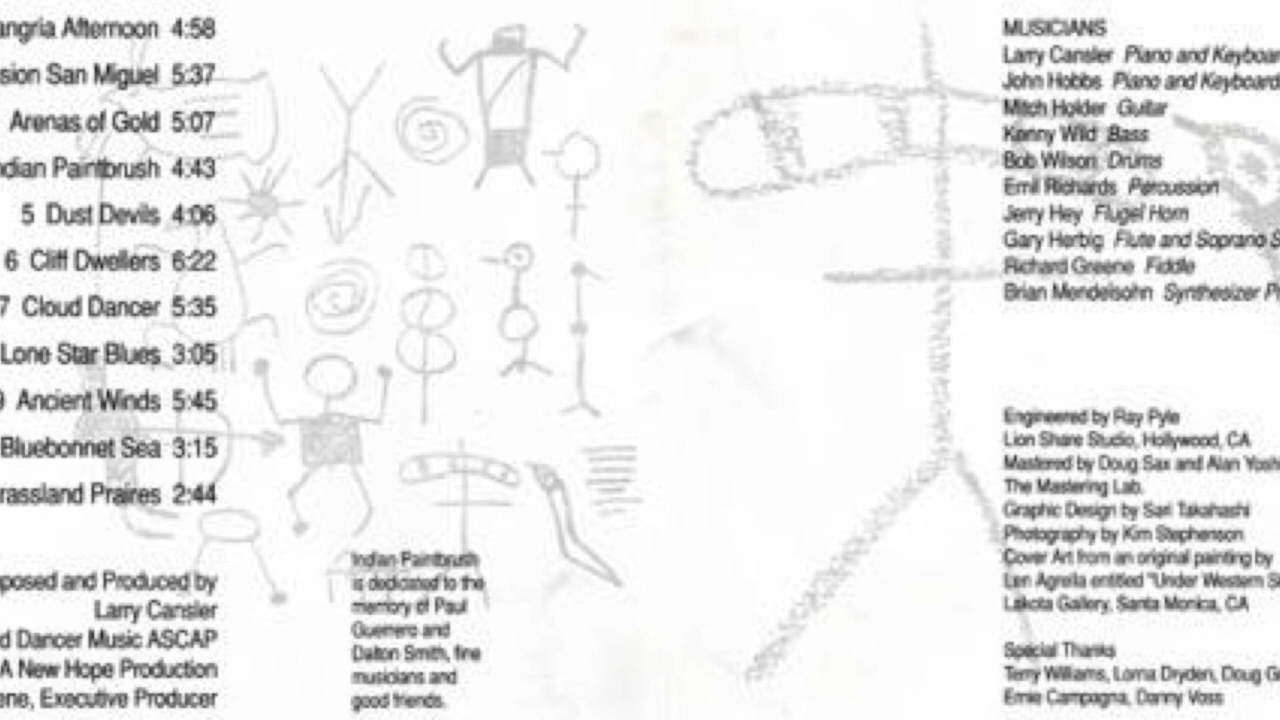 angria Afternoon 4:58
sion San Miguel 5:37
Arenas of Gold 5:07
ndian Paintbrush 4:43
5 Dust Devils 4:06
6 Cliff Dwellers 6:22
7 Cloud Dancer 5:35
Lone Star Blues 3:05
9 Ancient Winds 5:45
Bluebonnet Sea 3:15
rassland Praires 2:44
posed and Produced by
Larry Cansler
d Dancer Music ASCAP
A New Hope Production
ene, Executive Producer
Indian Paintbrush
is dedicated to the
memory of Paul
Guerrero and
Dalton Smith, fine
musicians and
good friends.
MUSICIANS
Larry Cansler Piano and Keyboar
John Hobbs Piano and Keyboard
Mitch Holder Guitar
Kenny Wild Bass
Bob Wilson Drums
Emil Richards Percussion
Jerry Hey Flugel Horn
Gary Herbig Flute and Soprano S
Richard Greene Fiddle
Brian Mendelsohn Synthesizer Pr
Engineered by Ray Pyle
Lion Share Studio, Hollywood, CA
Mastered by Doug Sax and Alan Yosh
The Mastering Lab.
Graphic Design by Sari Takahashi
Photography by Kim Stephenson
Cover Art from an original painting by
Len Agrella entitled "Under Western S
Lakota Gallery, Santa Monica, CA
Special Thanks
Terry Williams, Lorna Dryden, Doug G
Ernie Campagna, Danny Voss